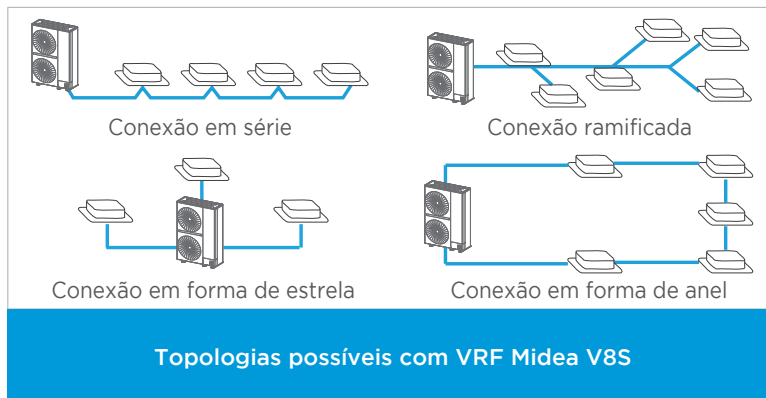 Conexão em série
Conexão ramificada
Conexão em forma de estrela
Conexão em forma de anel
Topologias possíveis com VRF Midea V8S